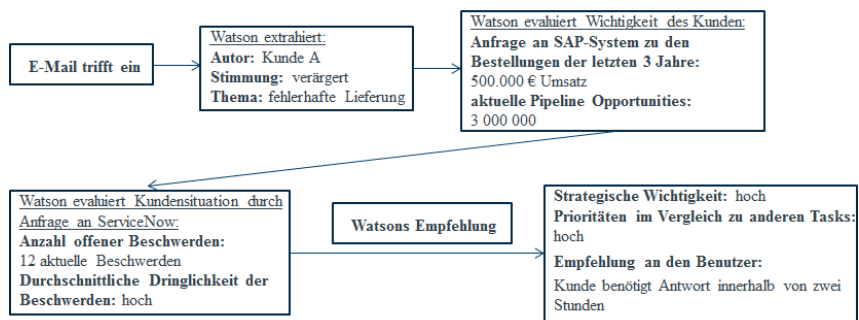 E-Mail trifft ein
Watson extrahiert:
Autor: Kunde A
Stimmung: verärgert
Thema: fehlerhafte Lieferung
Watson evaluiert Wichtigkeit des Kunden:
Anfrage an SAP-System zu den
Bestellungen der letzten 3 Jahre:
500.000 € Umsatz
aktuelle Pipeline Opportunities:
3 000 000
Watson evaluiert Kundensituation durch
Anfrage an ServiceNow:
Anzahl offener Beschwerden:
12 aktuelle Beschwerden
Durchschnittliche Dringlichkeit der
Beschwerden: hoch
Watsons Empfehlung
Strategische Wichtigkeit: hoch
Prioritäten im Vergleich zu anderen Tasks:
hoch
Empfehlung an den Benutzer:
Kunde benötigt Antwort innerhalb von zwei
Stunden